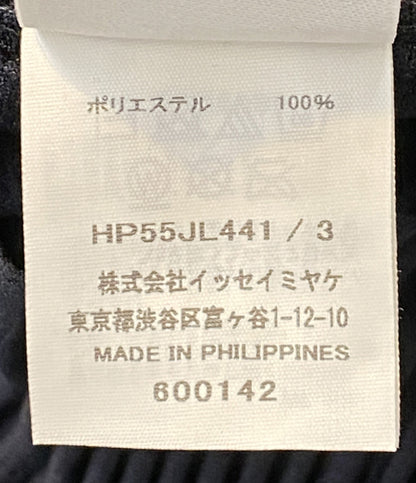 ポリエステル 100%
HP55JL441 / 3
株式会社イッセイミヤケ
東京都渋谷区富ヶ谷1-12-10
MADE IN PHILIPPINES
600142